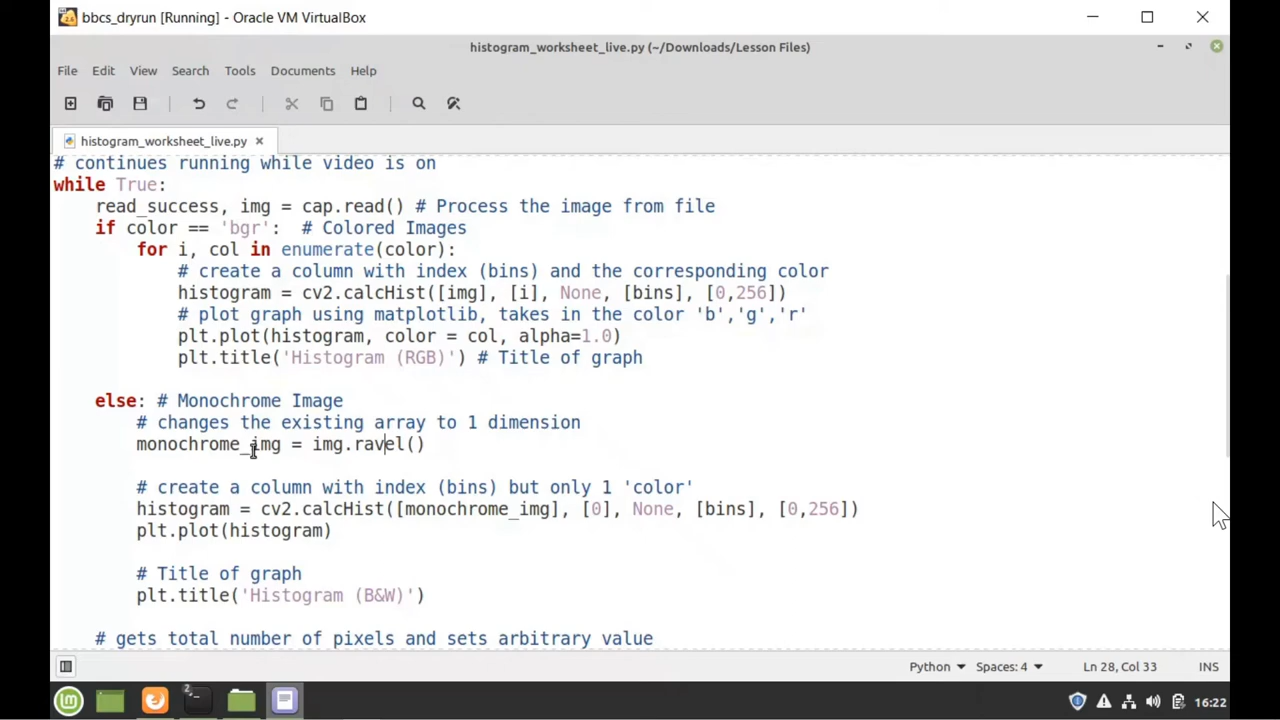 bbcs_dryrun [Running] - Oracle VM VirtualBox
histogram_worksheet_live.py (~/Downloads/Lesson Files)
File Edit View Search Tools Documents Help
histogram_worksheet_live.py
# continues running while video is on
while True:
read_success, img = cap.read() # Process the image from file
if color == 'bgr':  # Colored Images
for i, col in enumerate(color):
# create a column with index (bins) and the corresponding color
histogram = cv2.calcHist([img], [i], None, [bins], [0,256])
# plot graph using matplotlib, takes in the color 'b','g','r'
plt.plot(histogram, color = col, alpha=1.0)
plt.title('Histogram (RGB)') # Title of graph
else: # Monochrome Image
# changes the existing array to 1 dimension
monochrome_img = img.ravel()
# create a column with index (bins) but only 1 'color'
histogram = cv2.calcHist([monochrome_img], [0], None, [bins], [0,256])
plt.plot(histogram)
# Title of graph
plt.title('Histogram (B&W)')
# gets total number of pixels and sets arbitrary value
Python Spaces: 4 Ln 28, Col 33 INS
2
16:22